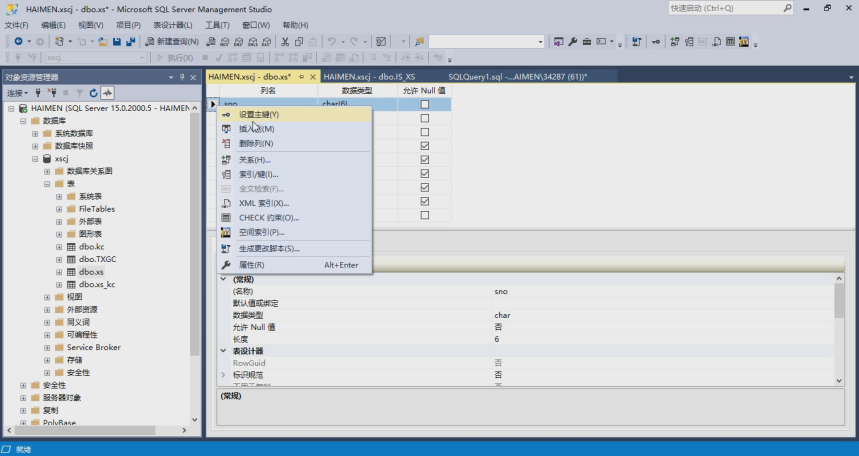 HAIMEN.xscj - dbo.xs* - Microsoft SQL Server Management Studio
快速启动 (Ctrl+Q)
文件(F) 编辑(E) 视图(V) 项目(P) 表设计器(L) 工具(T) 窗口(W) 帮助(H)
新建查询(N)
xscj
执行(X)
对象资源管理器
连接
HAIMEN (SQL Server 15.0.2000.5 - HAIMEN
数据库
系统数据库
数据库快照
xscj
数据库关系图
表
系统表
FileTables
外部表
图形表
dbo.kc
dbo.TXGC
dbo.xs
dbo.xs_kc
视图
外部资源
同义词
可编程性
Service Broker
存储
安全性
安全性
服务器对象
复制
PolyBase
HAIMEN.xscj - dbo.xs*
HAIMEN.xscj - dbo.IS_XS
SQLQuery1.sql -...AIMEN\34287 (61))*
列名 数据类型 允许 Null 值
sno char(6)
设置主键(Y)
插入列(M)
删除列(N)
关系(H)...
索引/键(I)...
全文检索(F)...
XML 索引(X)...
CHECK 约束(O)...
空间索引(P)...
生成更改脚本(S)...
属性(R) Alt+Enter
(常规)
(名称) sno
默认值或绑定
数据类型 char
允许 Null 值 否
长度 6
表设计器
RowGuid 否
标识规范 否
(常规)
就绪